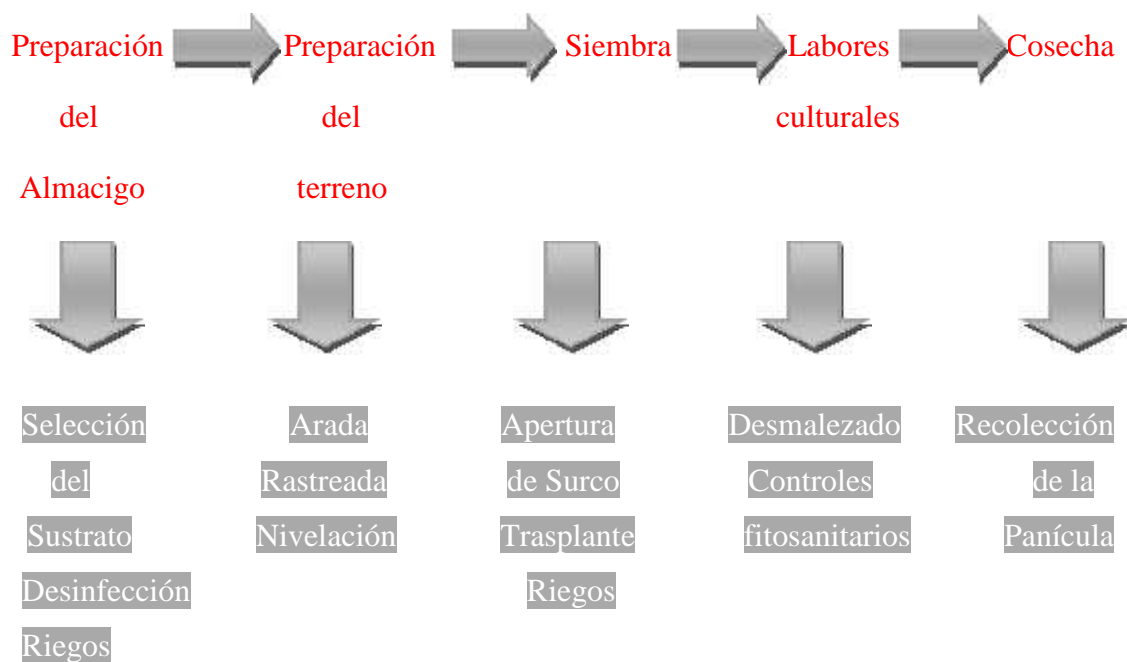 Preparación Preparación Siembra Labores Cosecha
del del culturales
Almacigo terreno
Selección Arada Apertura Desmalezado Recolección
del Rastreada de Surco Controles de la
Sustrato Nivelación Trasplante fitosanitarios Panícula
Desinfección Riegos
Riegos